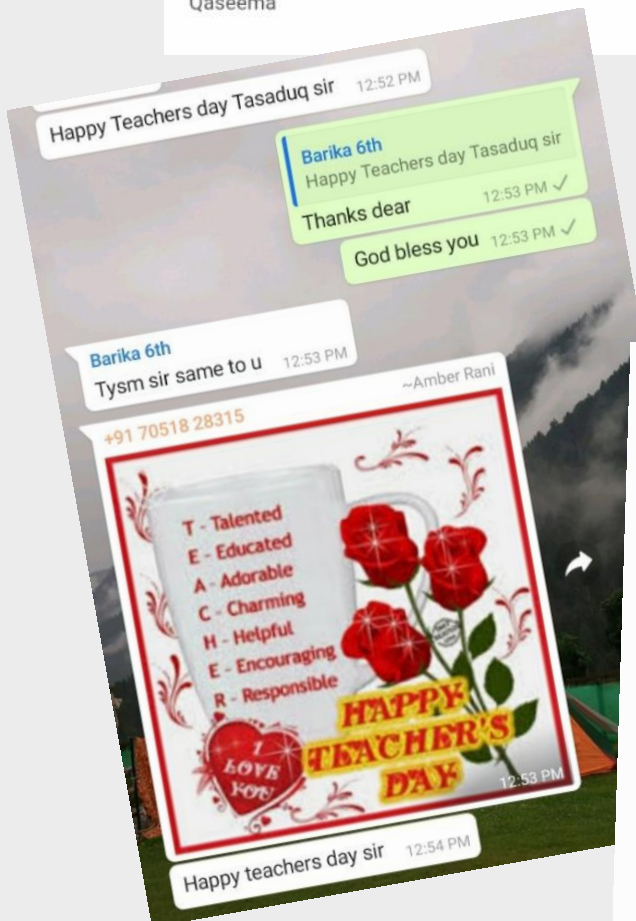 Qaseema
Happy Teachers day Tasaduq sir 12:52 PM
Barika 6th
Happy Teachers day Tasaduq sir
12:53 PM
Thanks dear
God bless you 12:53 PM
Barika 6th
Tysm sir same to u 12:53 PM
~Amber Rani
+91 70518 28315
T - Talented
E - Educated
A - Adorable
C - Charming
H - Helpful
E - Encouraging
R - Responsible
HAPPY
TEACHER'S
DAY
I
LOVE
YOU
12:53 PM
Happy teachers day sir 12:54 PM